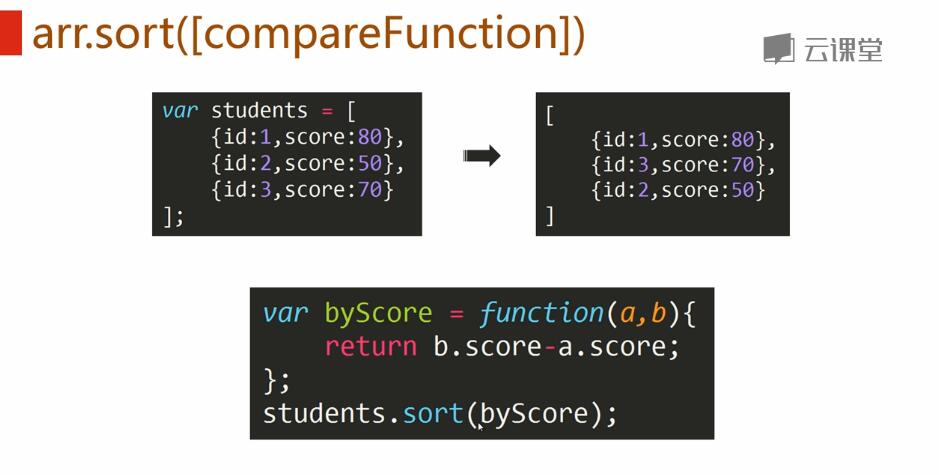 arr.sort([compareFunction])
云课堂
var students = [
{id:1,score:80},
{id:2,score:50},
{id:3,score:70}
];
[
{id:1,score:80},
{id:3,score:70},
{id:2,score:50}
]
var byScore = function(a,b){
return b.score-a.score;
};
students.sort(byScore);